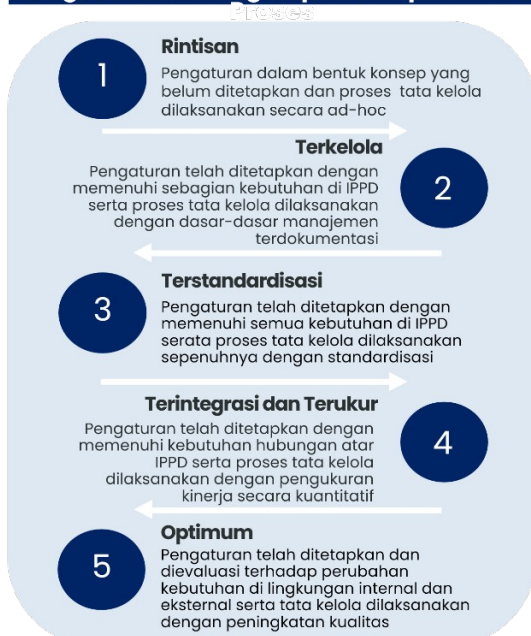 Proses
1
Rintisan
Pengaturan dalam bentuk konsep yang
belum ditetapkan dan proses tata kelola
dilaksanakan secara ad-hoc
Terkelola
Pengaturan telah ditetapkan dengan
memenuhi sebagian kebutuhan di IPPD
serta proses tata kelola dilaksanakan
dengan dasar-dasar manajemen
terdokumentasi
2
Terstandardisasi
3
Pengaturan telah ditetapkan dengan
memenuhi semua kebutuhan di IPPD
serata proses tata kelola dilaksanakan
sepenuhnya dengan standardisasi
Terintegrasi dan Terukur
Pengaturan telah ditetapkan dengan
memenuhi kebutuhan hubungan atar
IPPD serta proses tata kelola
dilaksanakan dengan pengukuran
kinerja secara kuantitatif
4
Optimum
5
Pengaturan telah ditetapkan dan
dievaluasi terhadap perubahan
kebutuhan di lingkungan internal dan
eksternal serta tata kelola dilaksanakan
dengan peningkatan kualitas